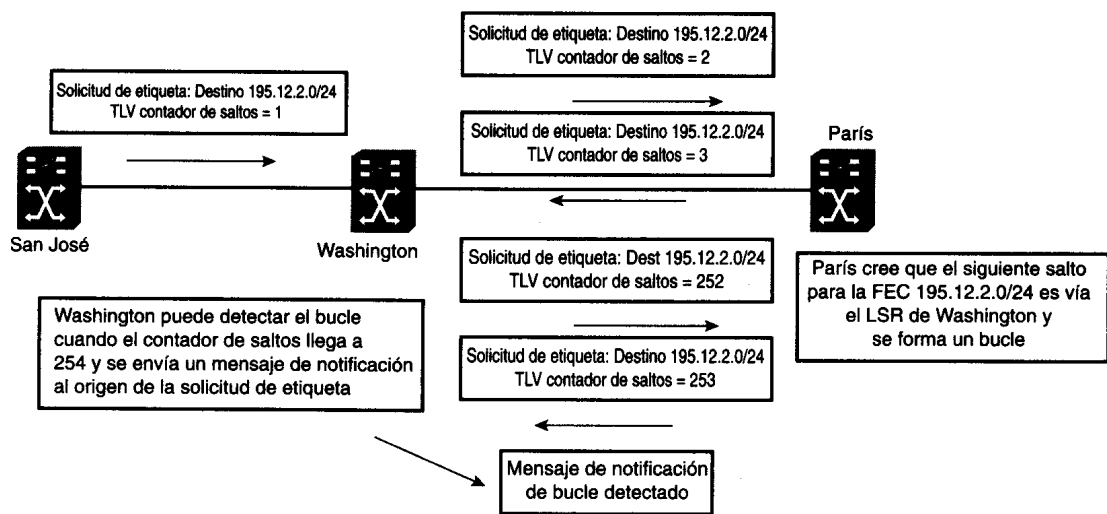 Solicitud de etiqueta: Destino 195.12.2.0/24
TLV contador de saltos = 2
Solicitud de etiqueta: Destino 195.12.2.0/24
TLV contador de saltos = 1
Solicitud de etiqueta: Destino 195.12.2.0/24
TLV contador de saltos = 3
París
San José
Washington
Solicitud de etiqueta: Dest 195.12.2.0/24
TLV contador de saltos = 252
París cree que el siguiente salto
para la FEC 195.12.2.0/24 es vía
el LSR de Washington y
se forma un bucle
Washington puede detectar el bucle
cuando el contador de saltos llega a
254 y se envía un mensaje de notificación
al origen de la solicitud de etiqueta
Solicitud de etiqueta: Destino 195.12.2.0/24
TLV contador de saltos = 253
Mensaje de notificación
de bucle detectado